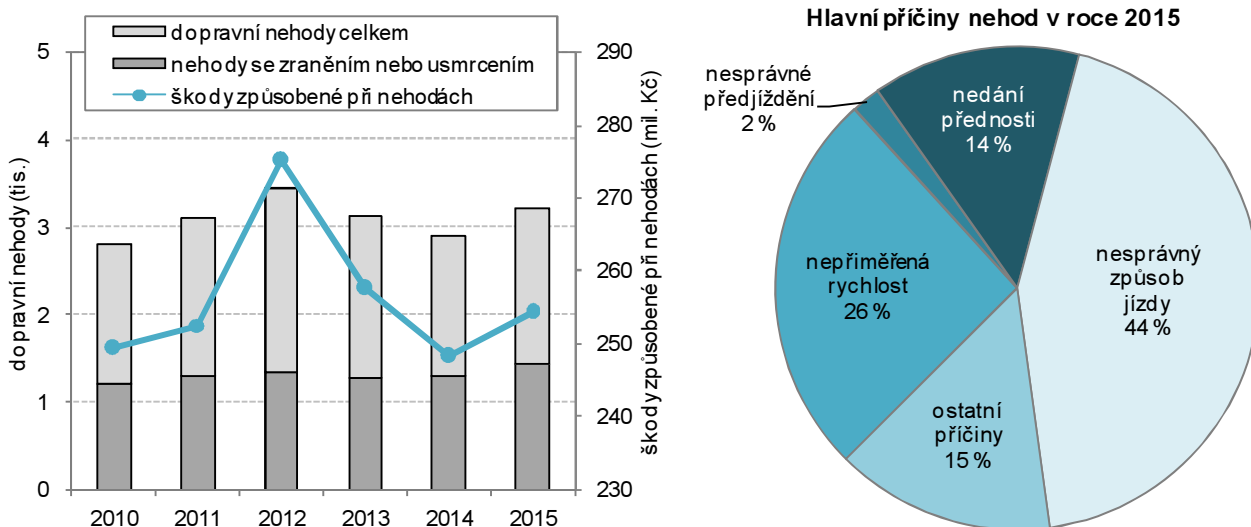 dopravní nehody celkem
nehody se zraněním nebo usmrcením
škody způsobené při nehodách
dopravní nehody (tis.)
5
4
3
2
1
0
290
280
270
260
250
240
230
škody způsobené při nehodách (mil. Kč)
2010 2011 2012 2013 2014 2015
Hlavní příčiny nehod v roce 2015
nesprávné
předjíždění
2 %
nedání
přednosti
14 %
nesprávný
způsob
jízdy
44 %
nepřiměřená
rychlost
26 %
ostatní
příčiny
15 %